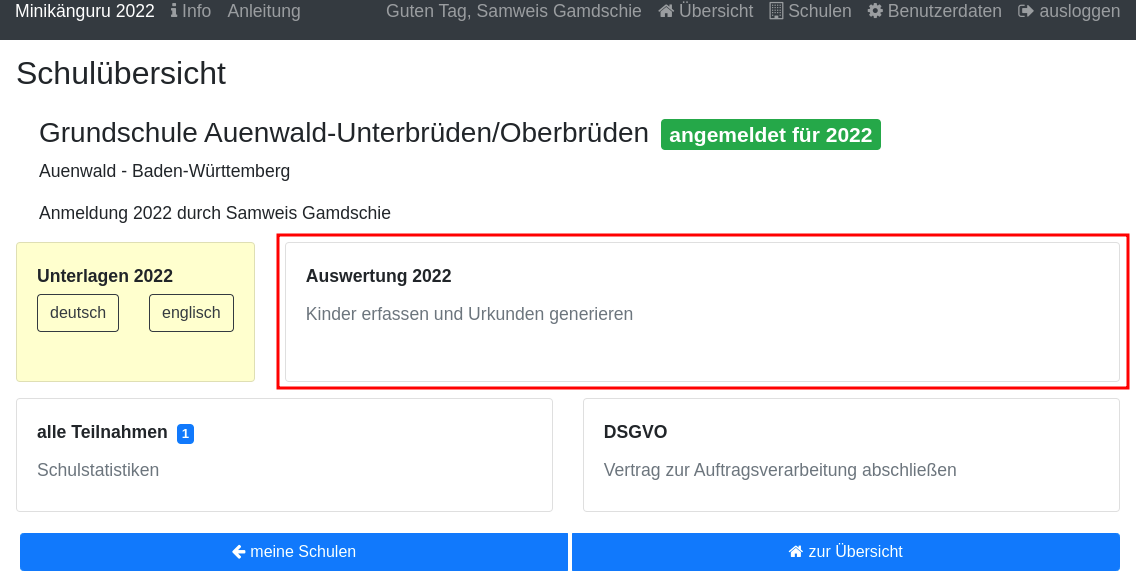 Minikänguru 2022 Info Anleitung Guten Tag, Samweis Gamdschie Übersicht Schulen Benutzerdaten ausloggen
Schulübersicht
Grundschule Auenwald-Unterbrüden/Oberbrüden angemeldet für 2022
Auenwald - Baden-Württemberg
Anmeldung 2022 durch Samweis Gamdschie
Unterlagen 2022
deutsch englisch
Auswertung 2022
Kinder erfassen und Urkunden generieren
alle Teilnahmen 1
Schulstatistiken
DSGVO
Vertrag zur Auftragsverarbeitung abschließen
meine Schulen zur Übersicht